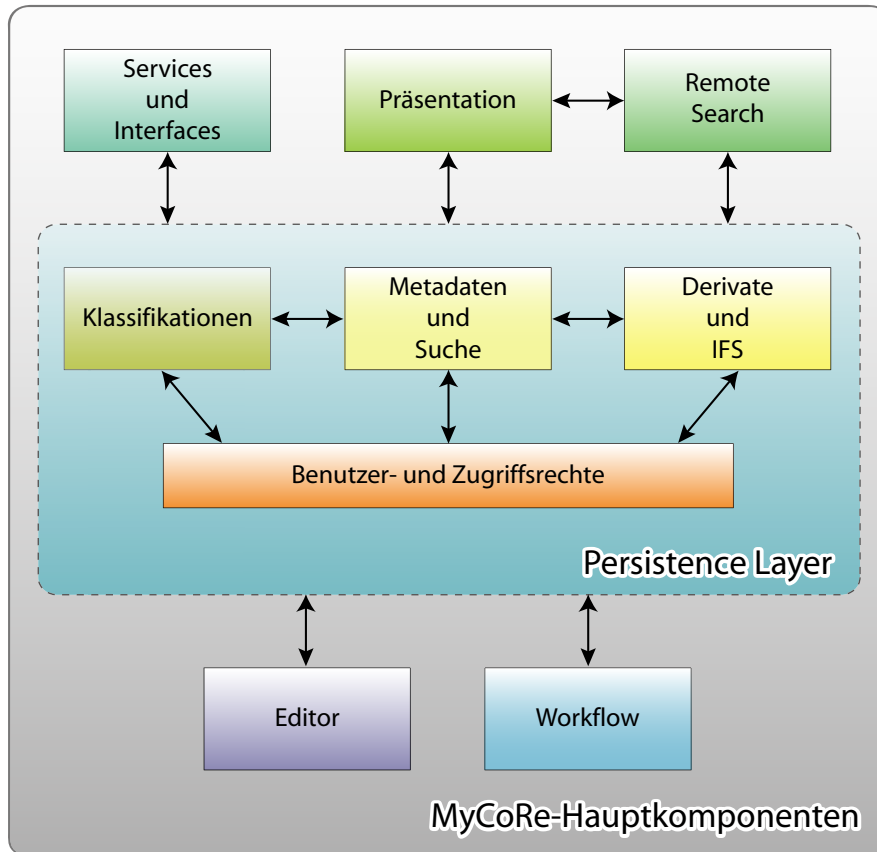 Services
und
Interfaces
Präsentation
Remote
Search
Klassifikationen
Metadaten
und
Suche
Derivate
und
IFS
Benutzer- und Zugriffsrechte
Persistence Layer
Editor
Workflow
MyCoRe-Hauptkomponenten